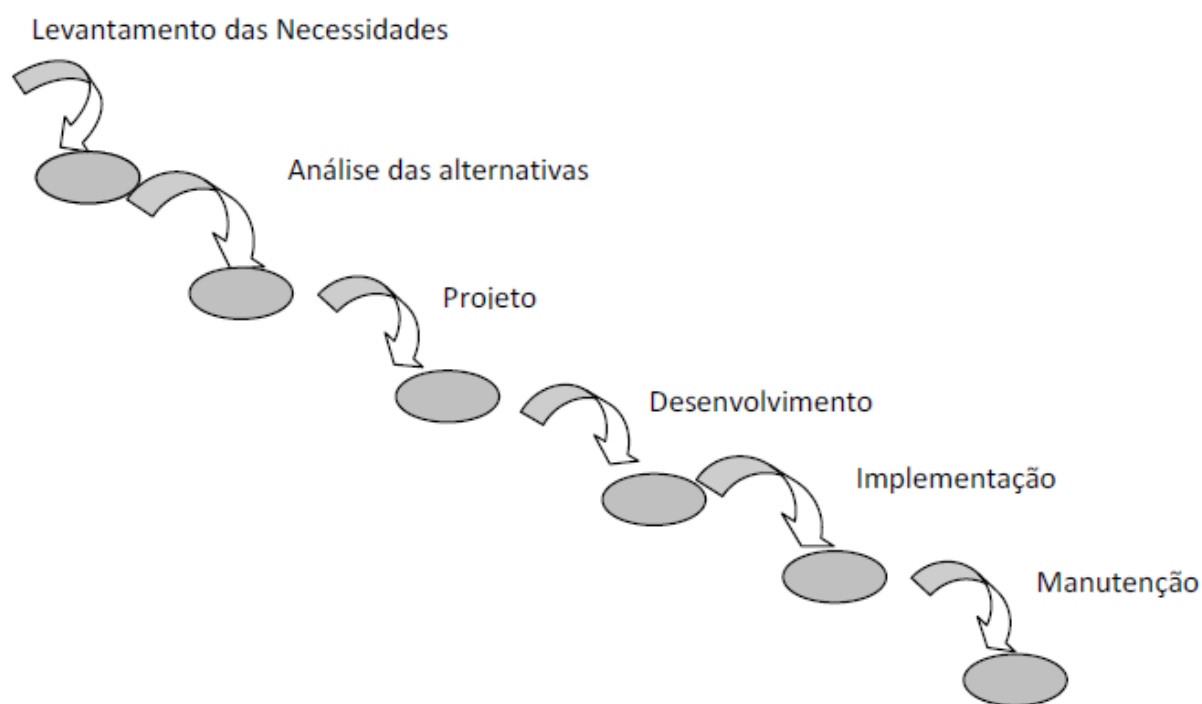 Levantamento das Necessidades
Análise das alternativas
Projeto
Desenvolvimento
Implementação
Manutenção